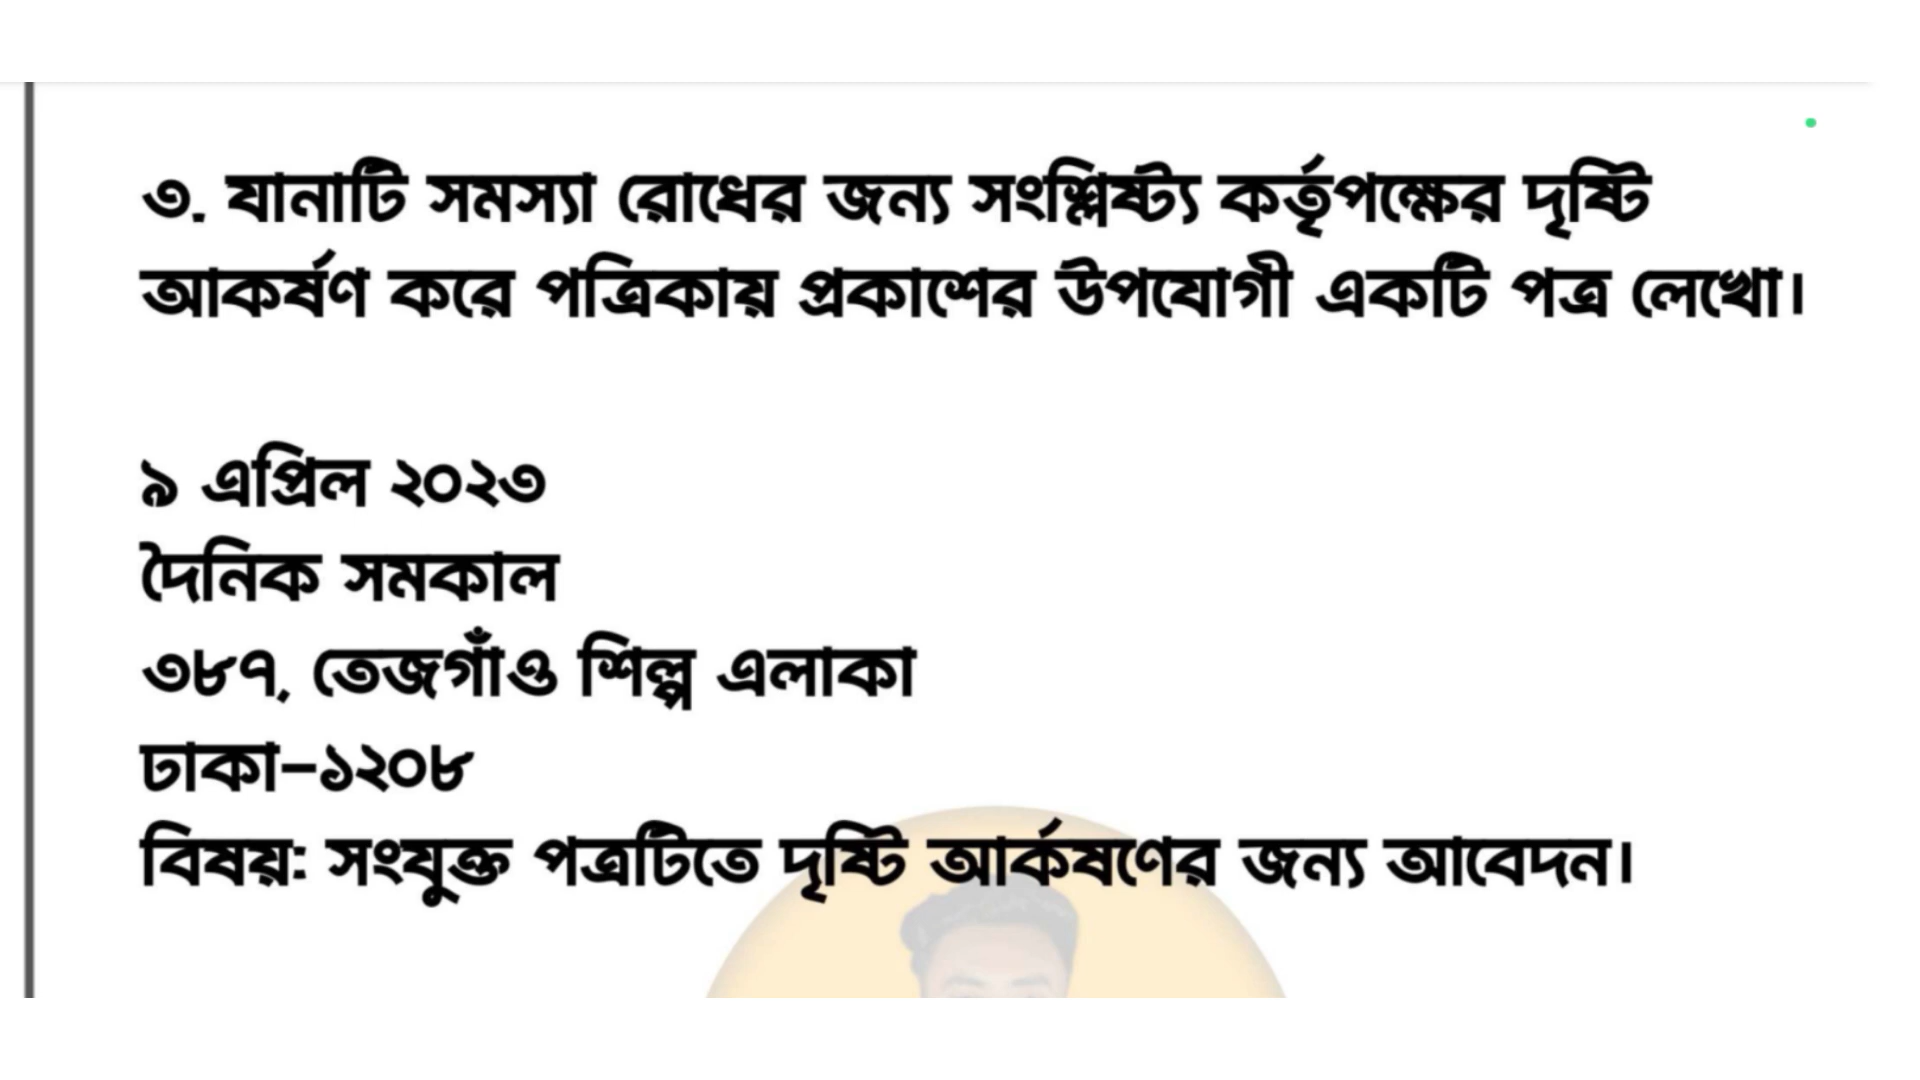 ৩. যানাটি সমস্যা রোধের জন্য সংশ্লিষ্ট্য কর্তৃপক্ষের দৃষ্টি
আকর্ষণ করে পত্রিকায় প্রকাশের উপযোগী একটি পত্র লেখো।
৯ এপ্রিল ২০২৩
দৈনিক সমকাল
৩৮৭, তেজগাঁও শিল্প এলাকা
ঢাকা–১২০৮
বিষয়: সংযুক্ত পত্রটিতে দৃষ্টি আর্কষণের জন্য আবেদন।